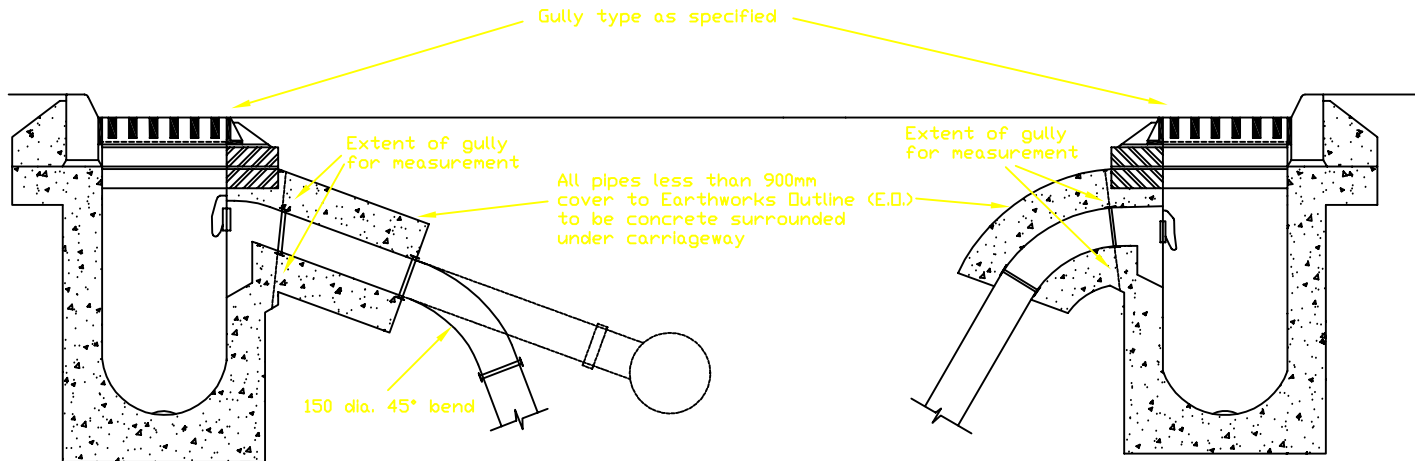 Gully type as specified
Extent of gully
for measurement
Extent of gully
for measurement
All pipes less than 900mm
cover to Earthworks Outline (E.O.)
to be concrete surrounded
under carriageway
150 dia. 45° bend